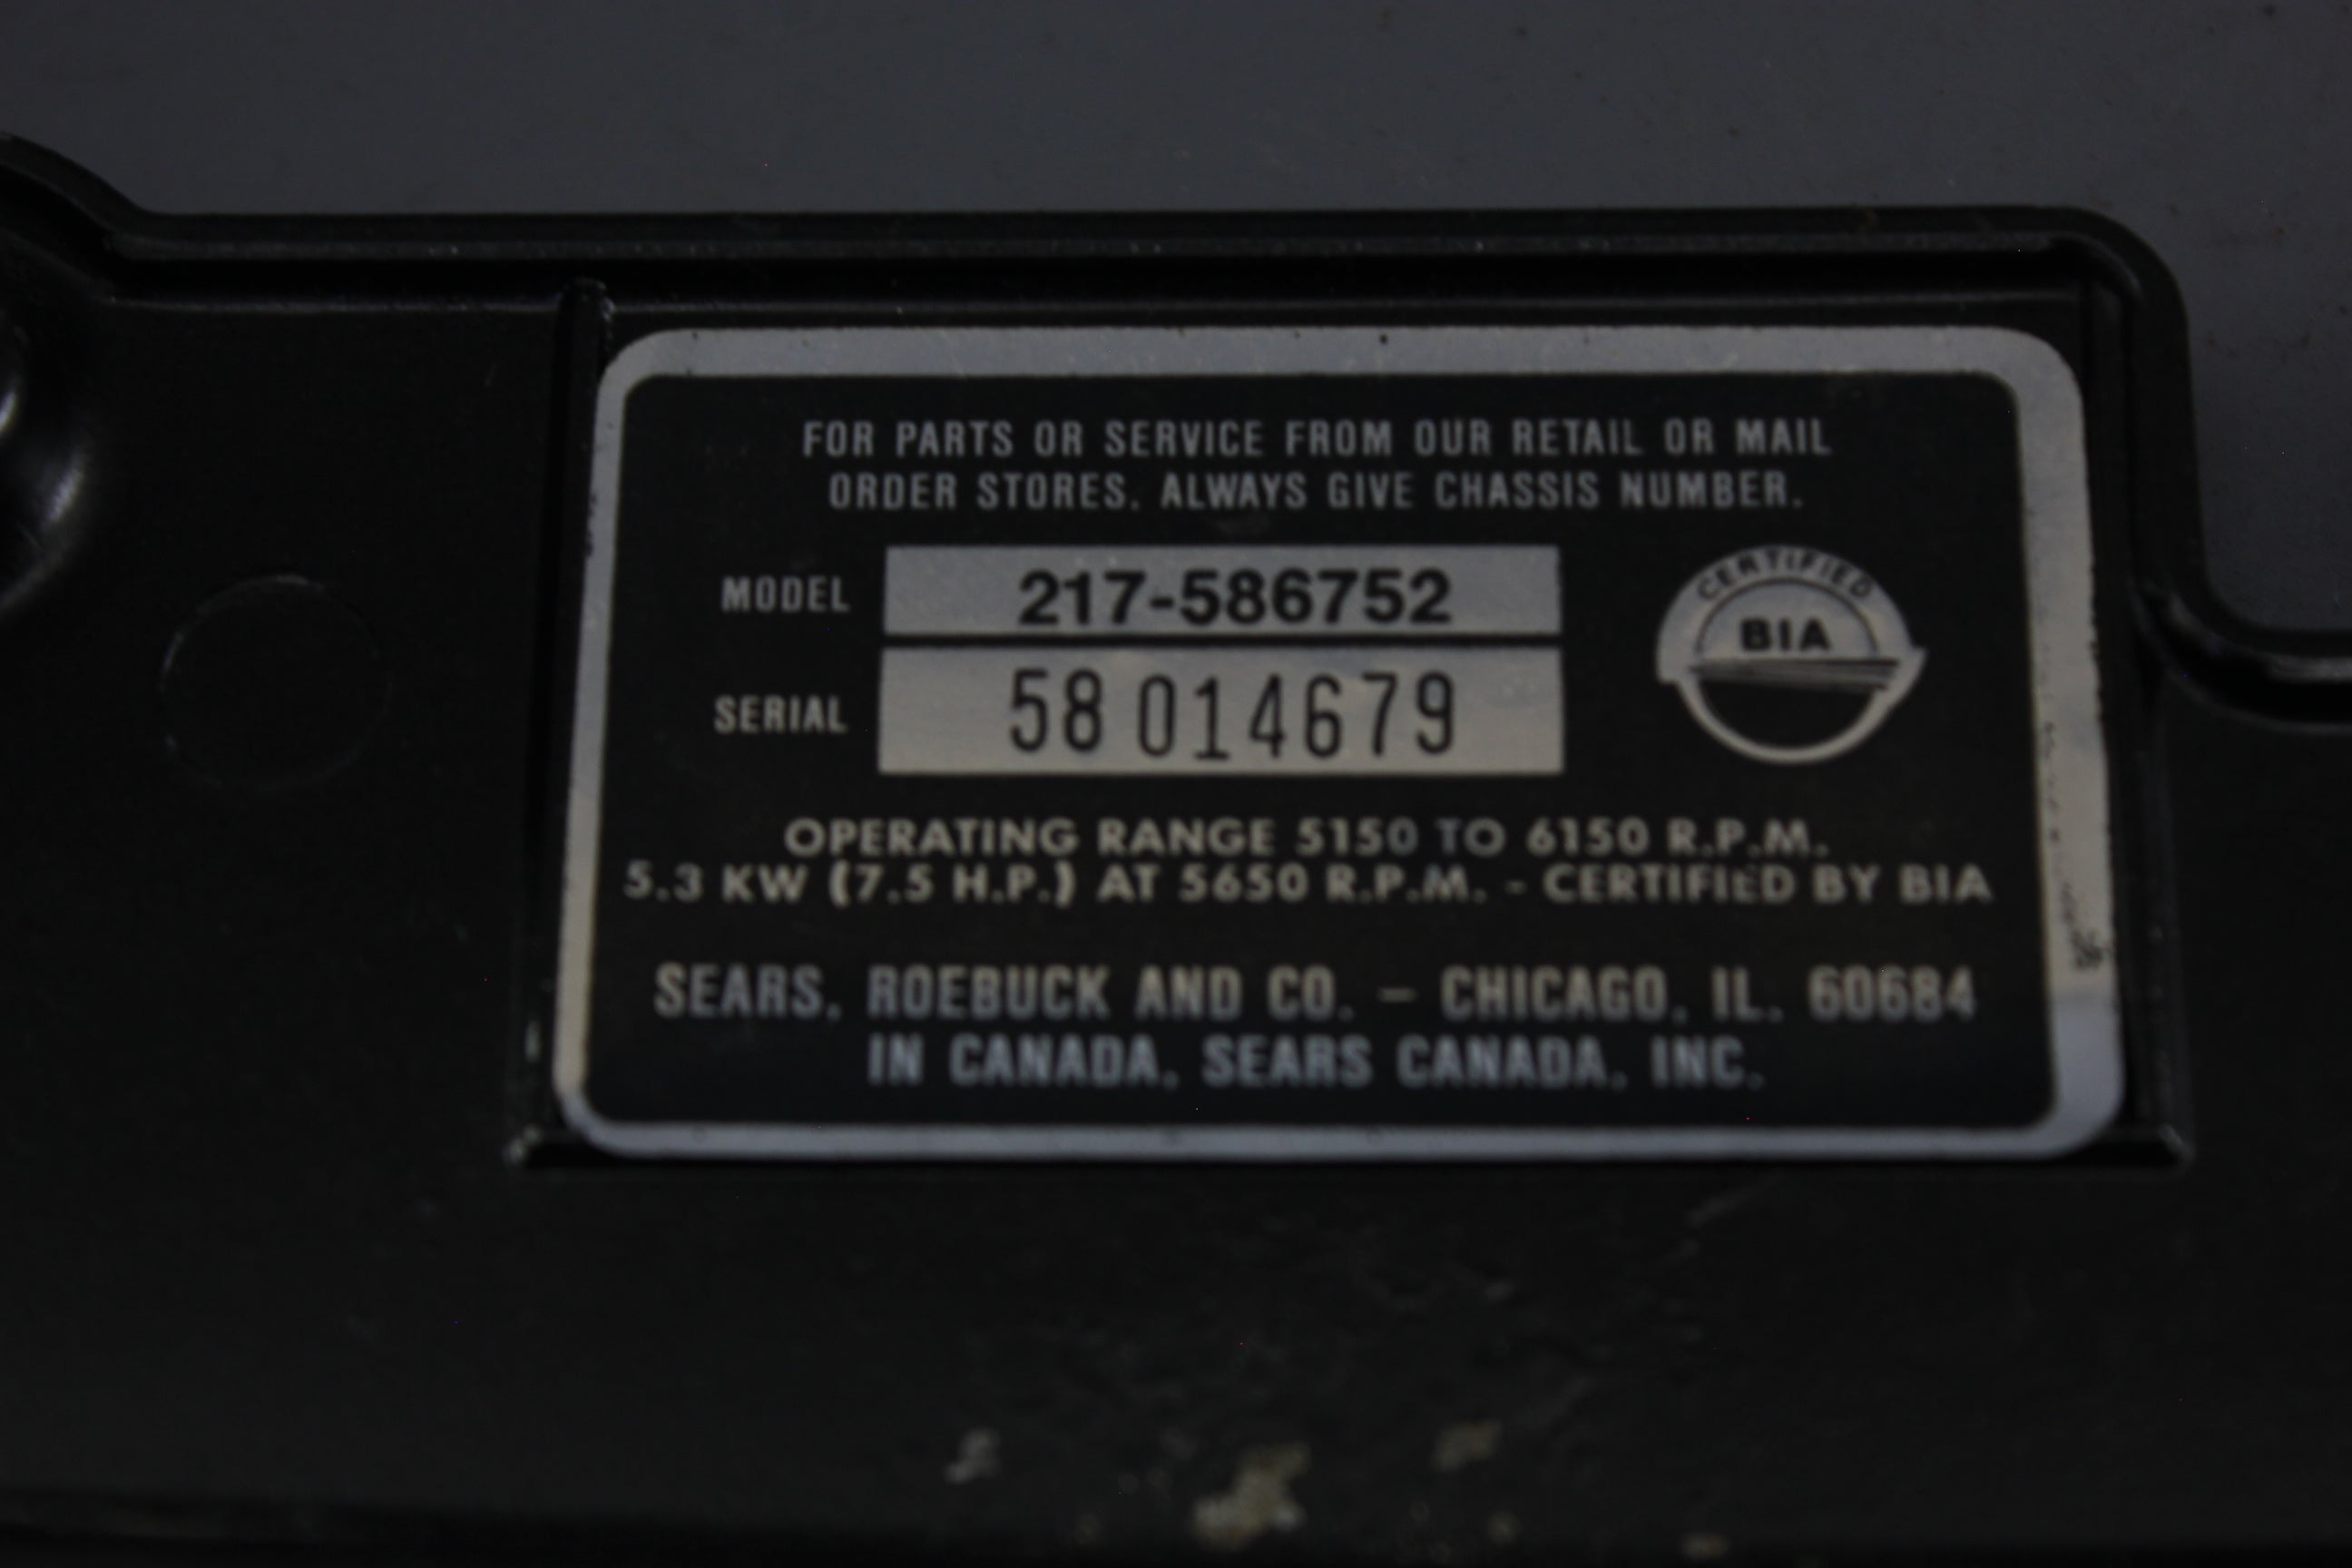 FOR PARTS OR SERVICE FROM OUR RETAIL OR MAIL
ORDER STORES, ALWAYS GIVE CHASSIS NUMBER.
MODEL 217-586752
CERTIFIED
BIA
SERIAL 58 014679
OPERATING RANGE 5150 TO 6150 R.P.M.
5.3 KW (7.5 H.P.) AT 5650 R.P.M. - CERTIFIED BY BIA
SEARS, ROEBUCK AND CO. – CHICAGO, IL. 60684
IN CANADA, SEARS CANADA, INC.